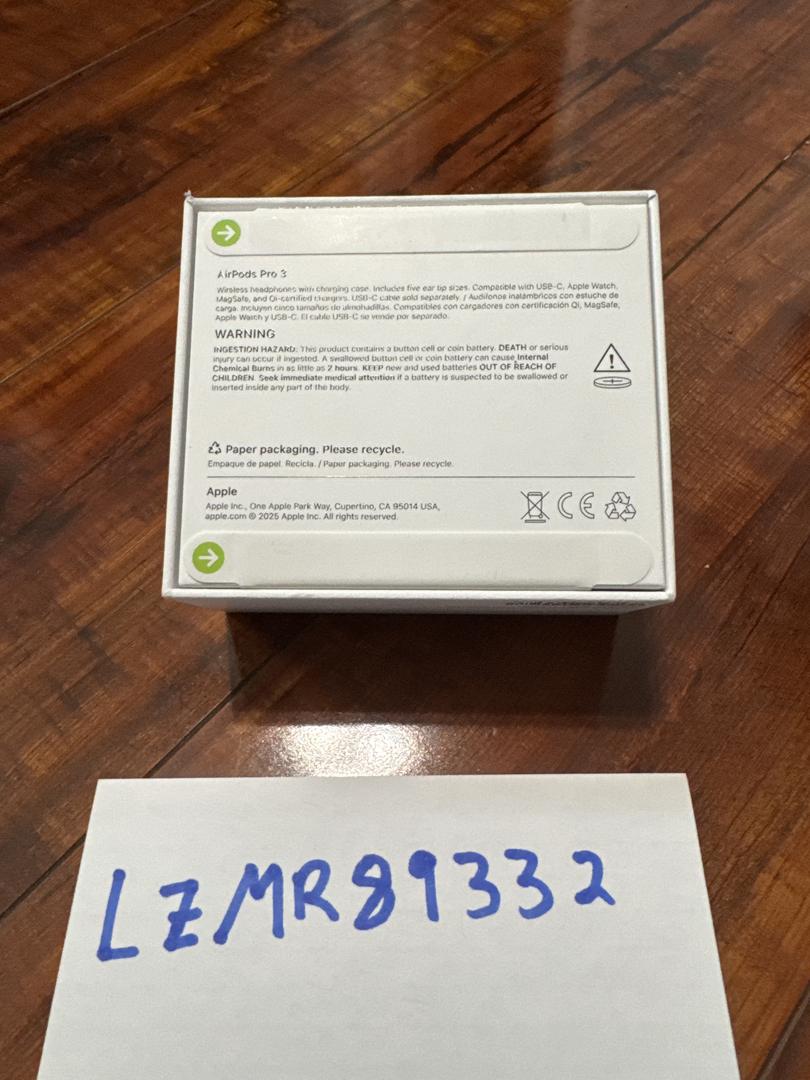 AirPods Pro 3
Wireless headphones with charging case. Includes five ear tip sizes. Compatible with USB-C, Apple Watch,
MagSafe, and Qi-certified chargers. USB-C cable sold separately. / Audífonos inalámbricos con estuche de
carga. Incluyen cinco tamaños de almohadillas. Compatibles con cargadores con certificación Qi, MagSafe,
Apple Watch y USB-C. El cable USB-C se vende por separado.
WARNING
INGESTION HAZARD: This product contains a button cell or coin battery. DEATH or serious
injury can occur if ingested. A swallowed button cell or coin battery can cause Internal
Chemical Burns in as little as 2 hours. KEEP new and used batteries OUT OF REACH OF
CHILDREN. Seek immediate medical attention if a battery is suspected to be swallowed or
inserted inside any part of the body.
Paper packaging. Please recycle.
Empaque de papel. Recicla. / Paper packaging. Please recycle.
Apple
Apple Inc., One Apple Park Way, Cupertino, CA 95014 USA,
apple.com © 2025 Apple Inc. All rights reserved.
CE
LZMR89332